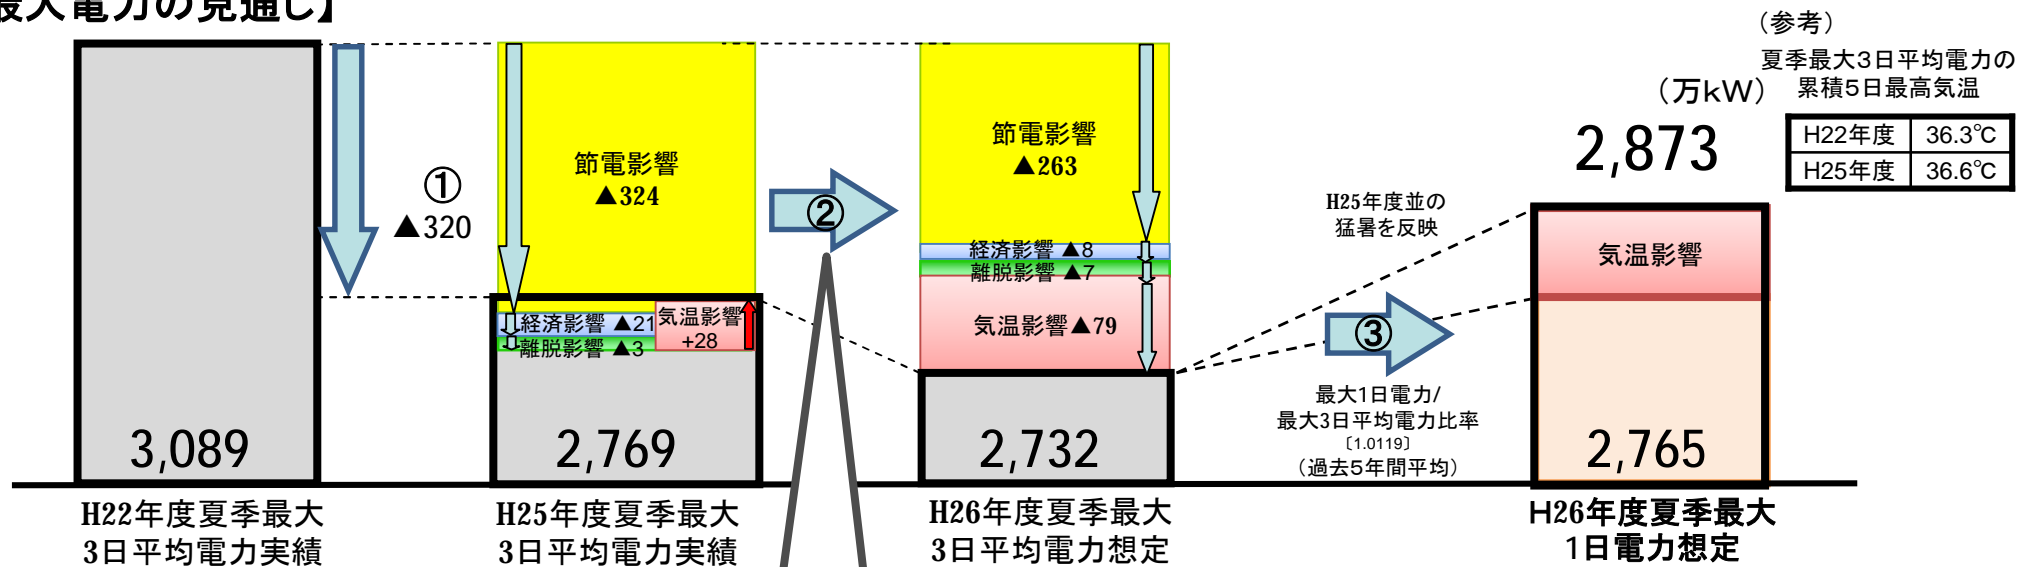 最大電力の見通し】
（参考）
夏季最大3日平均電力の
累積5日最高気温
H22年度 36.3℃
H25年度 36.6℃
（万kW）
2,873
①
▲320
節電影響
▲324
②
節電影響
▲263
経済影響 ▲8
離脱影響 ▲7
気温影響▲79
経済影響 ▲21
離脱影響 ▲3
気温影響
+28
H25年度並の
猛暑を反映
③
気温影響
最大1日電力/
最大3日平均電力比率
〔1.0119〕
（過去5年間平均）
3,089
2,769
2,732
2,765
H22年度夏季最大
3日平均電力実績
H25年度夏季最大
3日平均電力実績
H26年度夏季最大
3日平均電力想定
H26年度夏季最大
1日電力想定